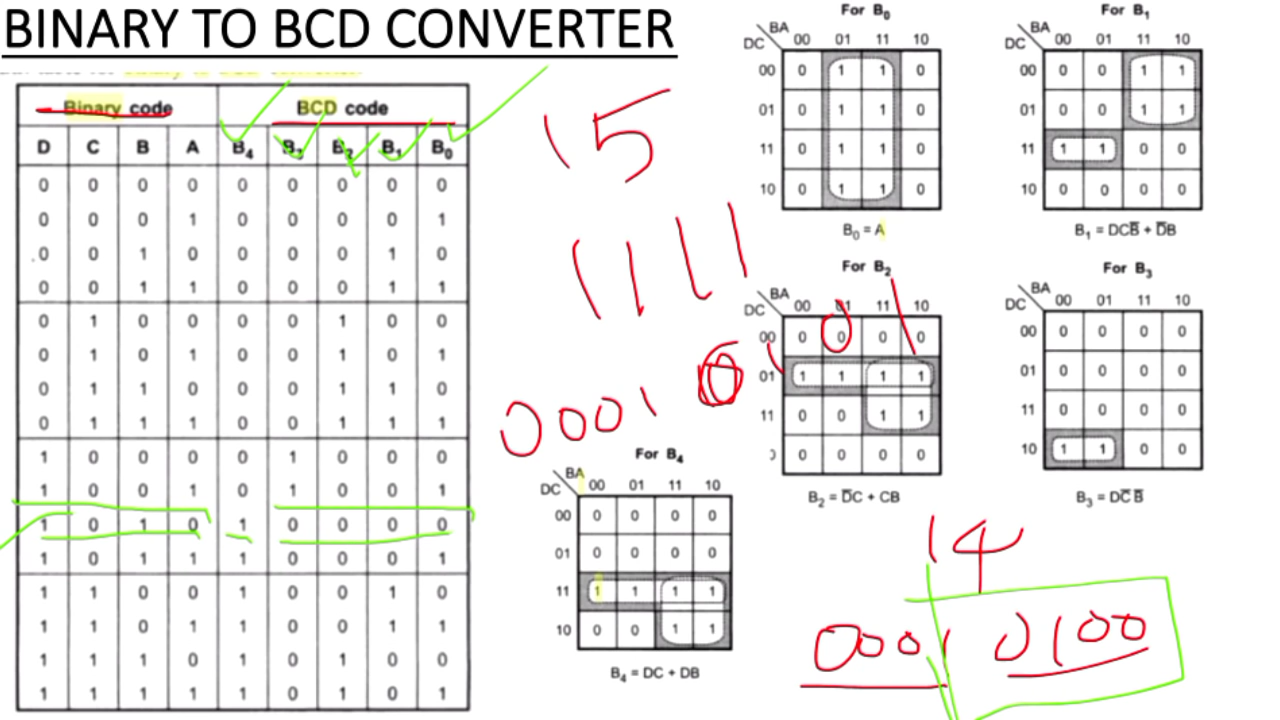 BINARY TO BCD CONVERTER
Binary code BCD code
D C B A B4 B3 B2 B1 B0
0 0 0 0 0 0 0 0 0
0 0 0 1 0 0 0 0 1
0 0 1 0 0 0 0 1 0
0 0 1 1 0 0 0 1 1
0 1 0 0 0 0 1 0 0
0 1 0 1 0 0 1 0 1
0 1 1 0 0 0 1 1 0
0 1 1 1 0 0 1 1 1
1 0 0 0 0 1 0 0 0
1 0 0 1 0 1 0 0 1
1 0 1 0 1 0 0 0 0
1 0 1 1 1 0 0 0 1
1 1 0 0 1 0 0 1 0
1 1 0 1 1 0 0 1 1
1 1 1 0 1 0 1 0 0
1 1 1 1 1 0 1 0 1
15
1111
0001
For B0
BA
DC 00 01 11 10
00 0 1 1 0
01 0 1 1 0
11 0 1 1 0
10 0 1 1 0
B0 = A
For B1
BA
DC 00 01 11 10
00 0 0 1 1
01 0 0 1 1
11 1 1 0 0
10 0 0 0 0
B1 = DCB̅ + D̅B
For B2
BA
DC 00 01 11 10
00 0 0 0 0
01 1 1 1 1
11 0 0 1 1
0 0 0 0
B2 = D̅C + CB
For B3
BA
DC 00 01 11 10
00 0 0 0 0
01 0 0 0 0
11 0 0 0 0
10 1 1 0 0
B3 = DC̅ B̅
For B4
BA
DC 00 01 11 10
00 0 0 0 0
01 0 0 0 0
11 1 1 1 1
10 0 0 1 1
B4 = DC + DB
14
0001 0100